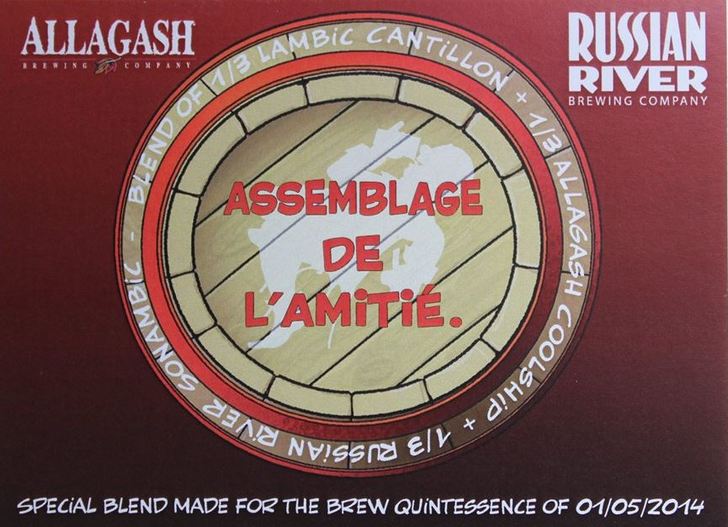 ALLAGASH
BREWING COMPANY
RUSSIAN
RIVER
BREWING COMPANY
BLEND OF 1/3 LAMBiC CANTiLLON + 1/3 ALLAGASH COOLSHiP + 1/3 RUSSiAN RiVER SONAMBiC -
ASSEMBLAGE
DE
L'AMiTiÉ.
SPECiAL BLEND MADE FOR THE BREW QUiNTESSENCE OF 01/05/2014